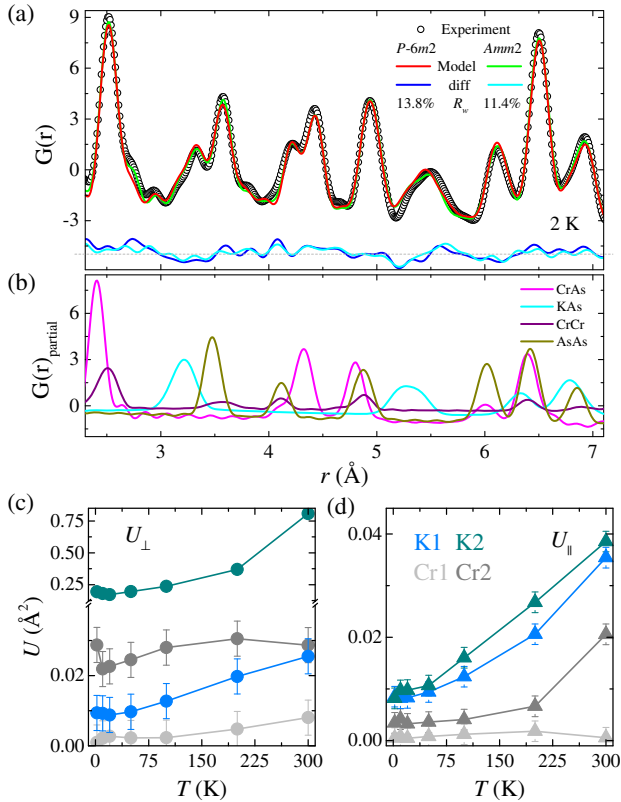 (a)
Experiment
P-6m2 Amm2
Model
diff
13.8% R_w 11.4%
9
6
3
0
-3
G(r)
2 K
(b)
CrAs
KAs
CrCr
AsAs
6
3
0
G(r)partial
3 4 5 6 7
r (Å)
(c)
U⊥
0.75
0.50
0.25
0.02
0.00
U (Å²)
0 75 150 225 300
T (K)
(d)
K1 K2 U∥
Cr1 Cr2
0.04
0.02
0.00
0 75 150 225 300
T (K)